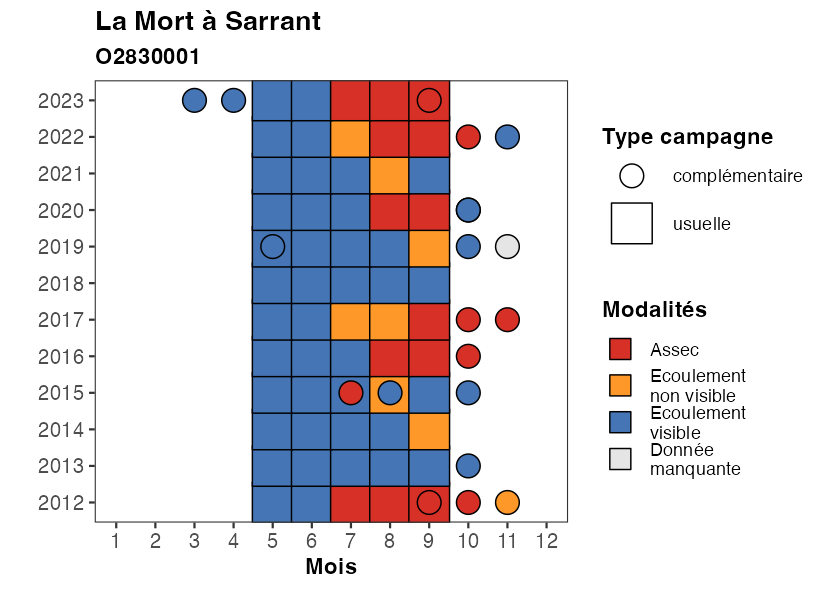 La Mort à Sarrant
O2830001
2023
2022
2021
2020
2019
2018
2017
2016
2015
2014
2013
2012
1 2 3 4 5 6 7 8 9 10 11 12
Mois
Type campagne
complémentaire
usuelle
Modalités
Assec
Ecoulement
non visible
Ecoulement
visible
Donnée
manquante